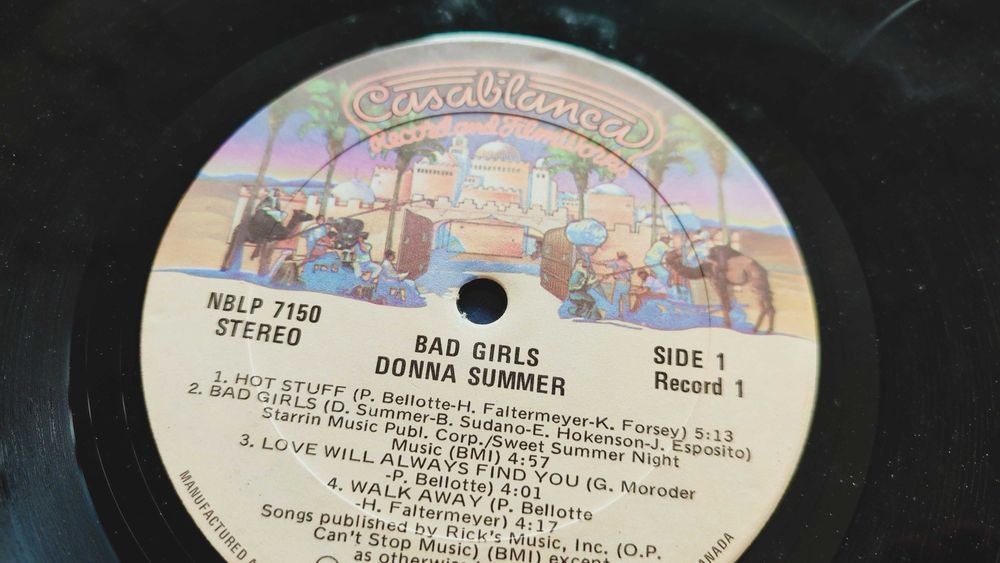 Casablanca
Record and FilmWorks
NBLP 7150
STEREO
BAD GIRLS
DONNA SUMMER
SIDE 1
Record 1
1. HOT STUFF (P. Bellotte-H. Faltermeyer-K. Forsey) 5:13
2. BAD GIRLS (D. Summer-B. Sudano-E. Hokenson-J. Esposito)
Starrin Music Publ. Corp./Sweet Summer Night
Music (BMI) 4:57
3. LOVE WILL ALWAYS FIND YOU (G. Moroder
-P. Bellotte) 4:01
4. WALK AWAY (P. Bellotte
-H. Faltermeyer) 4:17
Songs published by Rick's Music, Inc. (O.P.
Can't Stop Music) (BMI) except
as otherwise
MANUFACTURED
CANADA